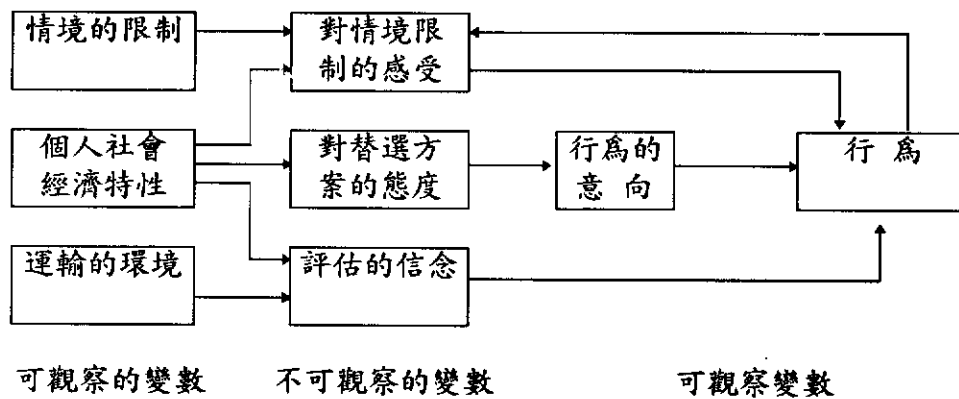 情境的限制
對情境限
制的感受
個人社會
經濟特性
對替選方
案的態度
行爲的
意向
行爲
運輸的環境
評估的信念
可觀察的變數
不可觀察的變數
可觀察變數